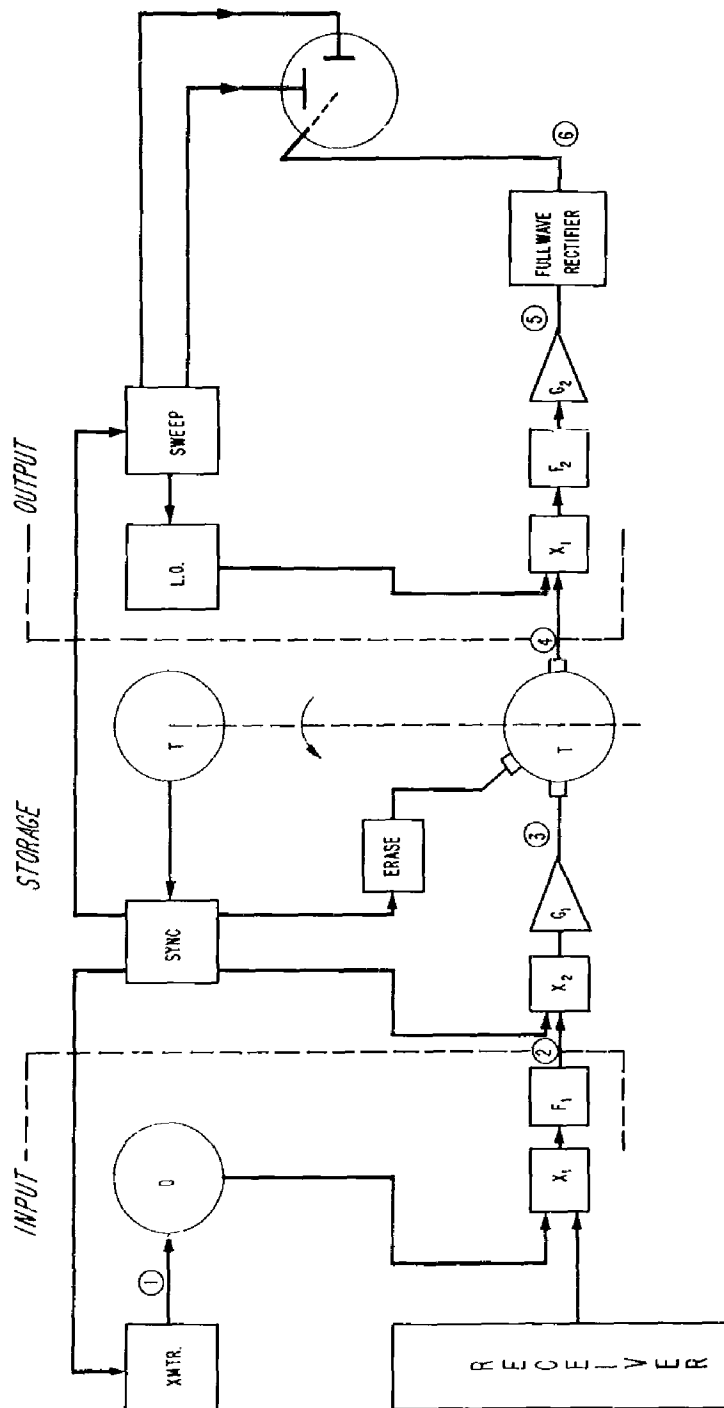 INPUT
STORAGE
OUTPUT
XMTR.
①
D
SYNC
T
L.O.
SWEEP
ERASE
RECEIVER
X₁
F₁
②
X₂
G₁
③
T
④
X₁
F₂
G₂
⑤
FULL WAVE
RECTIFIER
⑥